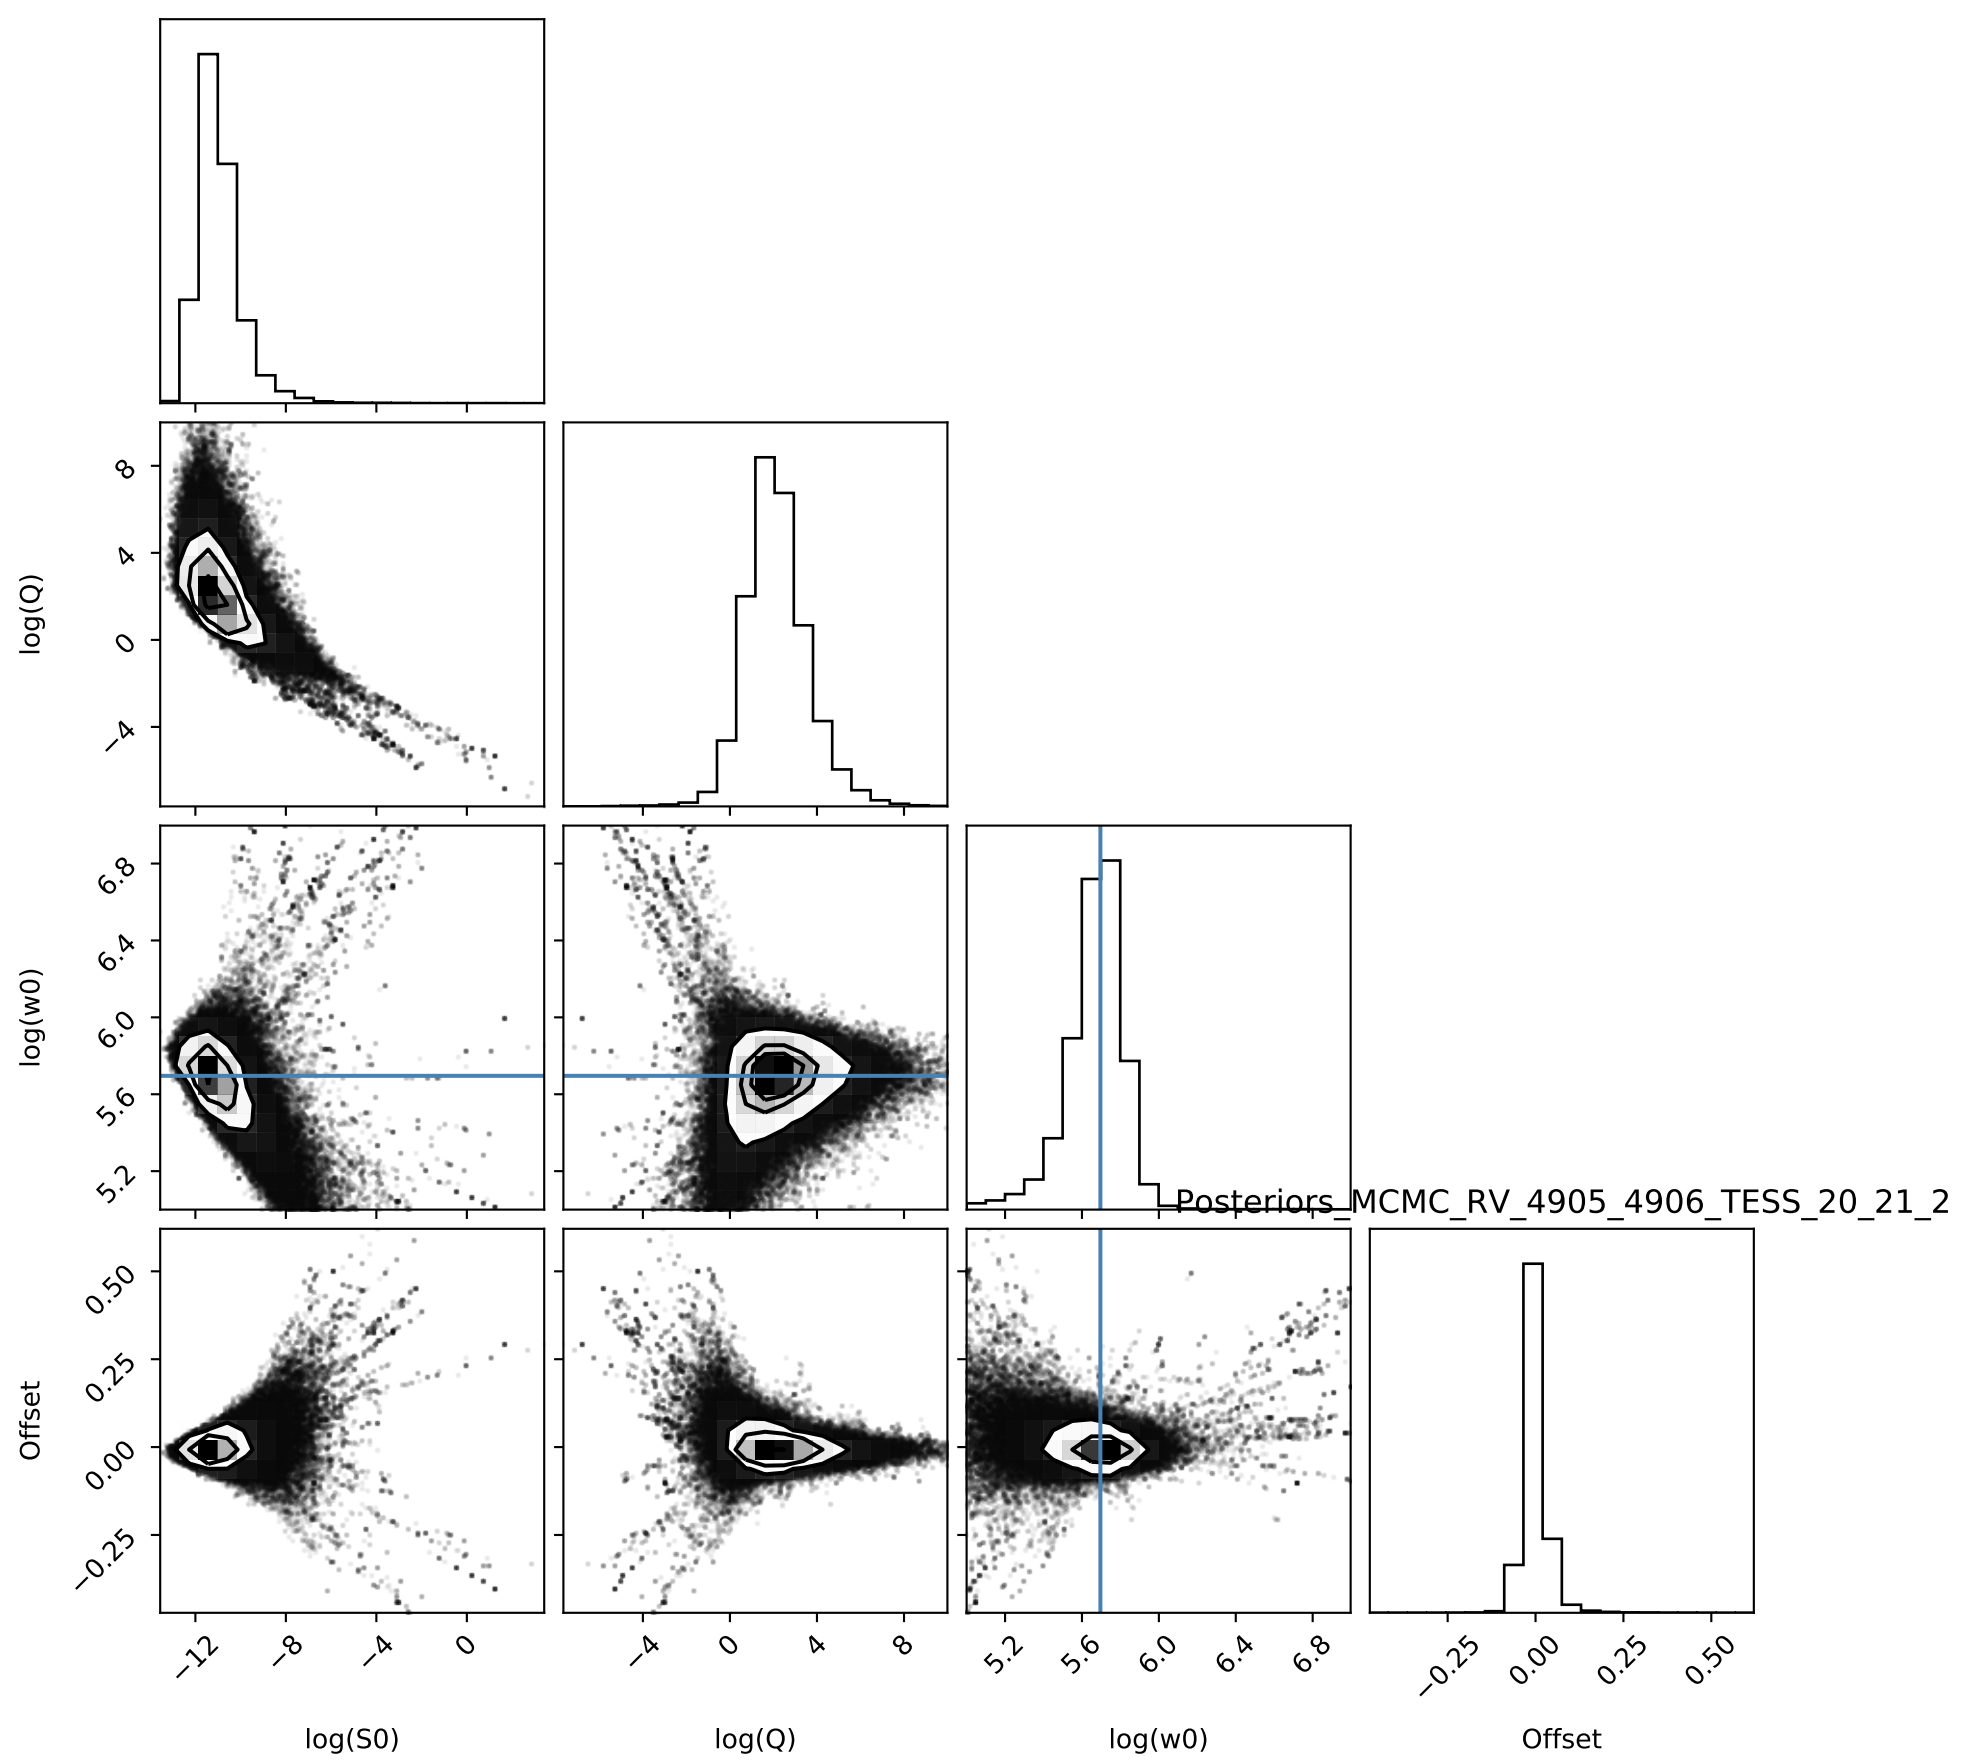 8
4
0
−4
log(Q)
6.8
6.4
6.0
5.6
5.2
log(w0)
Posteriors_MCMC_RV_4905_4906_TESS_20_21_2
0.50
0.25
0.00
−0.25
Offset
−12 −8 −4 0
−4 0 4 8
5.2 5.6 6.0 6.4 6.8
−0.25 0.00 0.25 0.50
log(S0) log(Q) log(w0) Offset